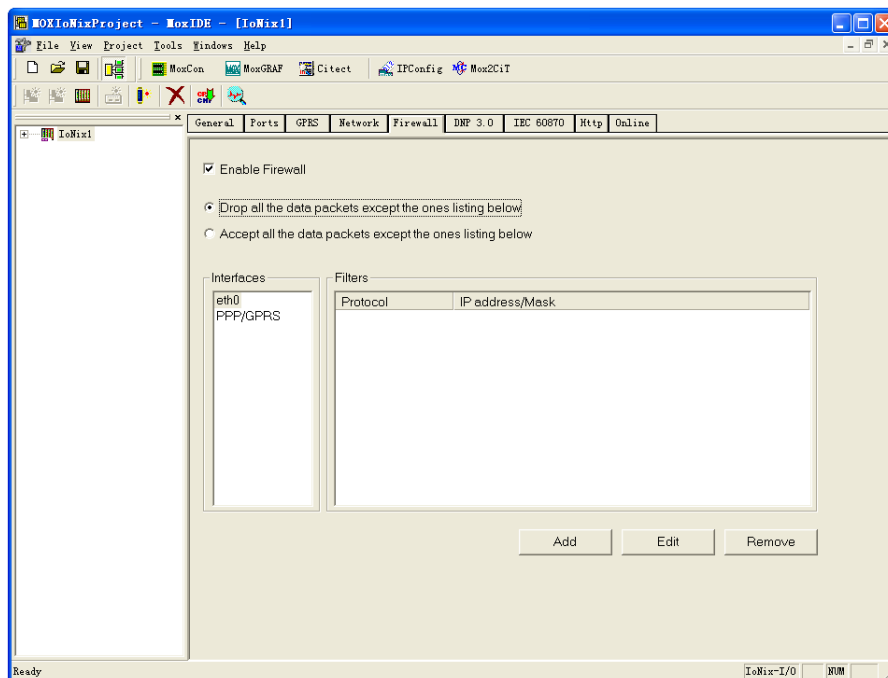 MOXIoNixProject - MoxIDE - [IoNix1]
File View Project Tools Windows Help
MoxCon MoxGRAF Citect IPConfig Mox2CiT
IoNix1
General Ports GPRS Network Firewall DNP 3.0 IEC 60870 Http Online
Enable Firewall
Drop all the data packets except the ones listing below
Accept all the data packets except the ones listing below
Interfaces Filters
eth0 Protocol IP address/Mask
PPP/GPRS
Add Edit Remove
Ready IoNix-I/O NUM